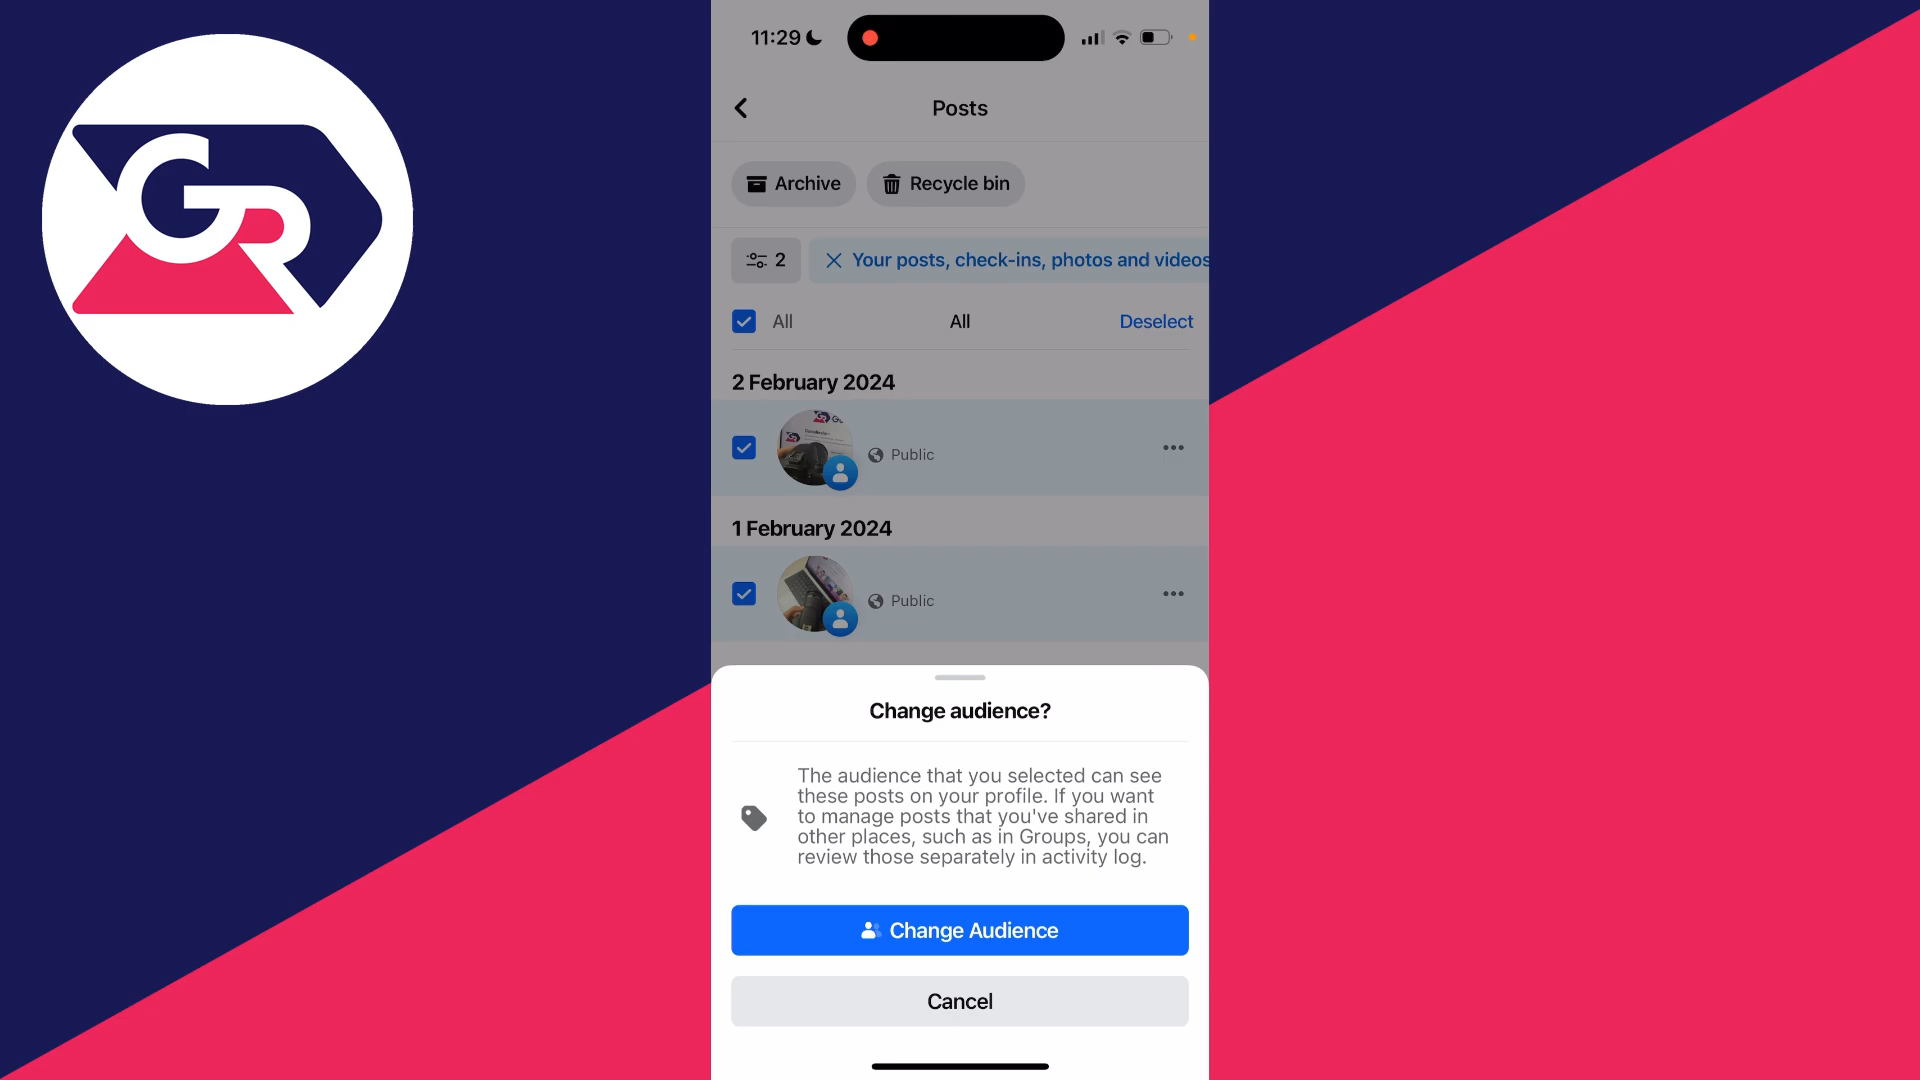 GR
11:29
Posts
Archive
Recycle bin
2
Your posts, check-ins, photos and videos
All
All
Deselect
2 February 2024
Public
1 February 2024
Public
Change audience?
The audience that you selected can see
these posts on your profile. If you want
to manage posts that you've shared in
other places, such as in Groups, you can
review those separately in activity log.
Change Audience
Cancel